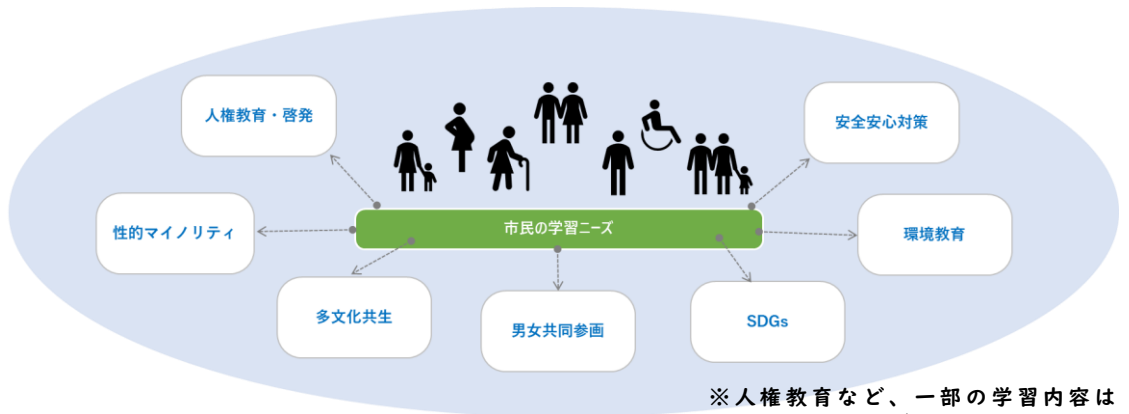 人権教育・啓発
安全安心対策
性的マイノリティ
市民の学習ニーズ
環境教育
多文化共生
男女共同参画
SDGs
※人権教育など、一部の学習内容は